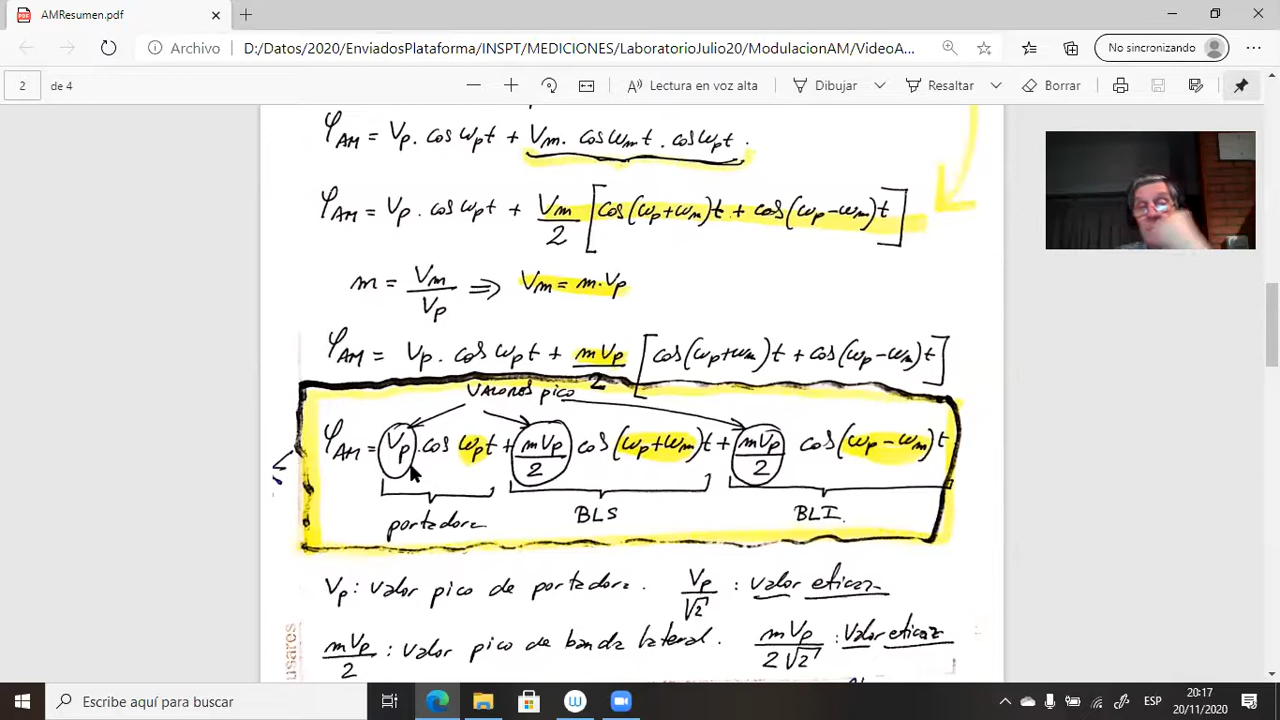 AMResumen.pdf
Archivo D:/Datos/2020/EnviadosPlataforma/INSPT/MEDICIONES/LaboratorioJulio20/ModulacionAM/VideoA... No sincronizando
2 de 4 Lectura en voz alta Dibujar Resaltar Borrar
φAM = Vp. cos ωpt + Vm. cos ωmt . cos ωpt.
φAM = Vp. cos ωpt + Vm/2 [cos(ωp+ωm)t + cos(ωp-ωm)t]
m = Vm/Vp ⇒ Vm = m.Vp
φAM = Vp. cos ωpt + mVp/2 [cos(ωp+ωm)t + cos(ωp-ωm)t]
VALORES pico
φAM = Vp.cos ωpt + mVp/2 cos(ωp+ωm)t + mVp/2 cos(ωp-ωm)t
portadora BLS BLI.
Vp: valor pico de portadora. Vp/√2 : valor eficaz
mVp/2 : valor pico de banda lateral. mVp/2√2 : valor eficaz
usares
Escribe aquí para buscar
ESP 20:17
20/11/2020